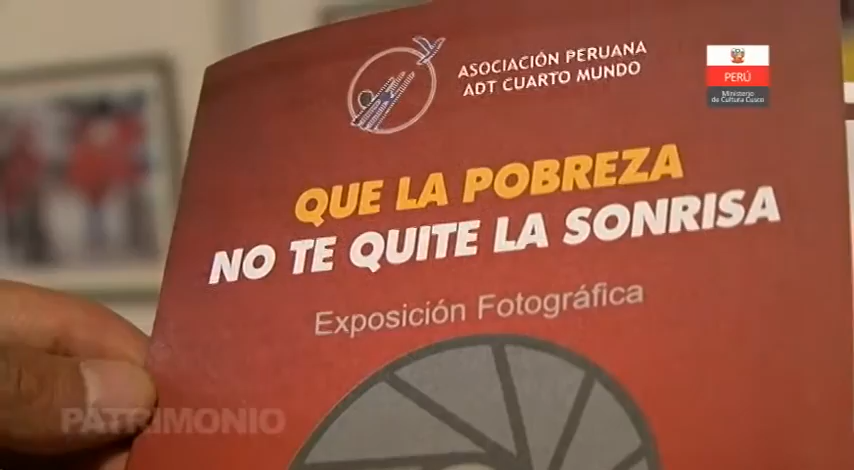 ASOCIACIÓN PERUANA
ADT CUARTO MUNDO
PERÚ
Ministerio
de Cultura Cusco
QUE LA POBREZA
NO TE QUITE LA SONRISA
Exposición Fotográfica
PATRIMONIO